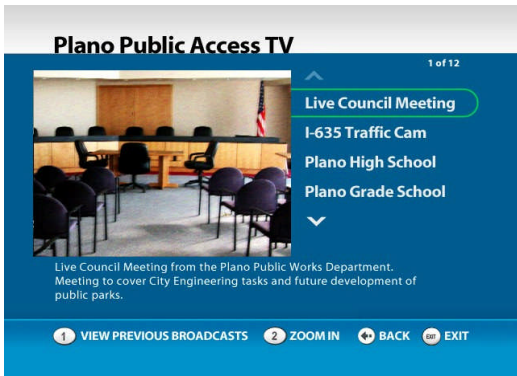 Plano Public Access TV
1 of 12
Live Council Meeting
I-635 Traffic Cam
Plano High School
Plano Grade School
Live Council Meeting from the Plano Public Works Department.
Meeting to cover City Engineering tasks and future development of
public parks.
1 VIEW PREVIOUS BROADCASTS 2 ZOOM IN BACK EXIT EXIT